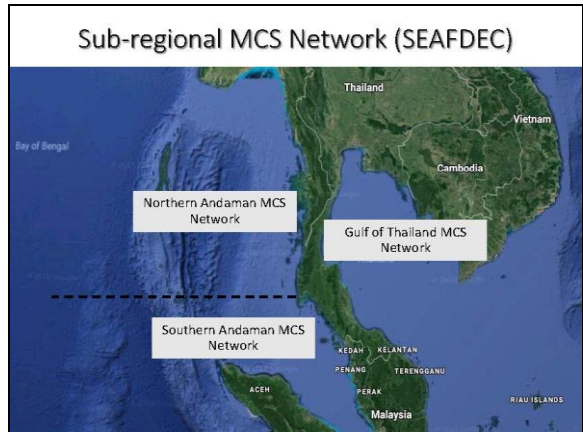 Sub-regional MCS Network (SEAFDEC)
Thailand
Vietnam
Bay of Bengal
Cambodia
Northern Andaman MCS
Network
Gulf of Thailand MCS
Network
Southern Andaman MCS
Network
KEDAH
KELANTAN
PENANG
TERENGGANU
ACEH
PERAK
RIAU ISLANDS
Malaysia